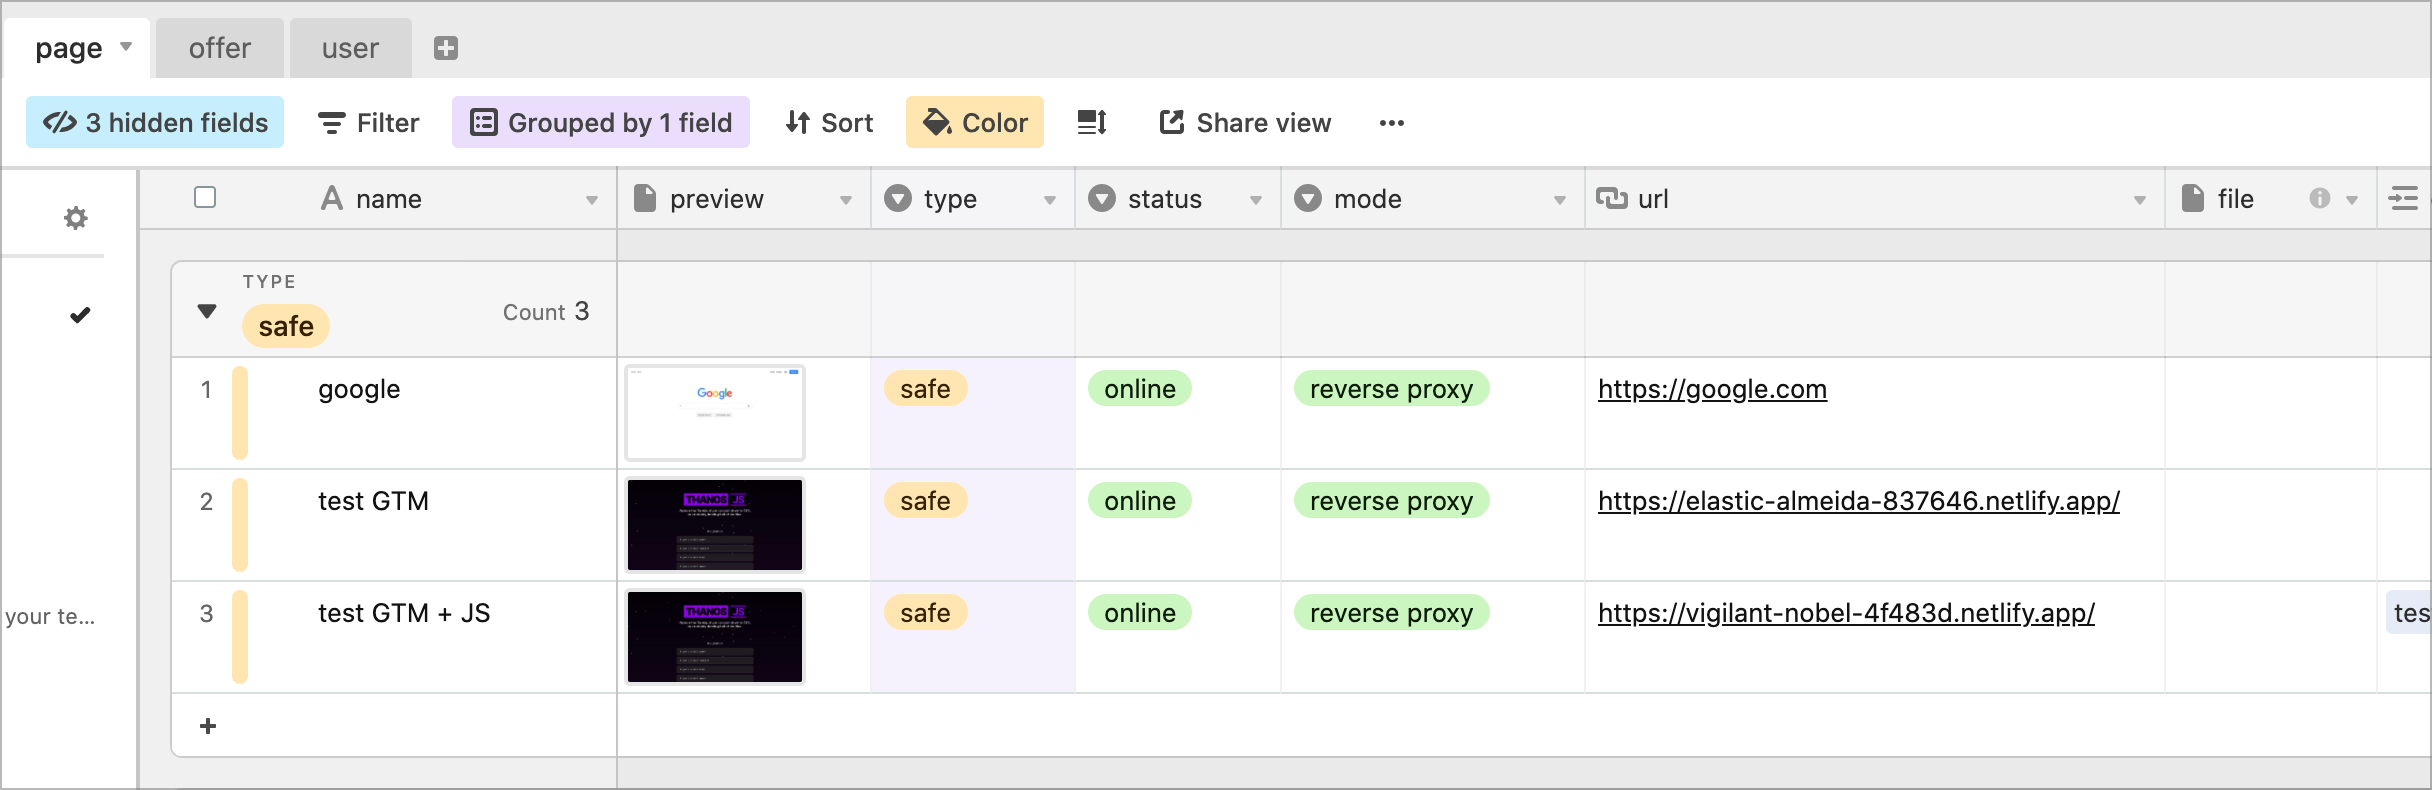 page offer user
3 hidden fields Filter Grouped by 1 field Sort Color Share view
name preview type status mode url file
TYPE
safe Count 3
1 google Google safe online reverse proxy https://google.com
2 test GTM THANOS JS safe online reverse proxy https://elastic-almeida-837646.netlify.app/
3 test GTM + JS THANOS JS safe online reverse proxy https://vigilant-nobel-4f483d.netlify.app/ tes
your te...